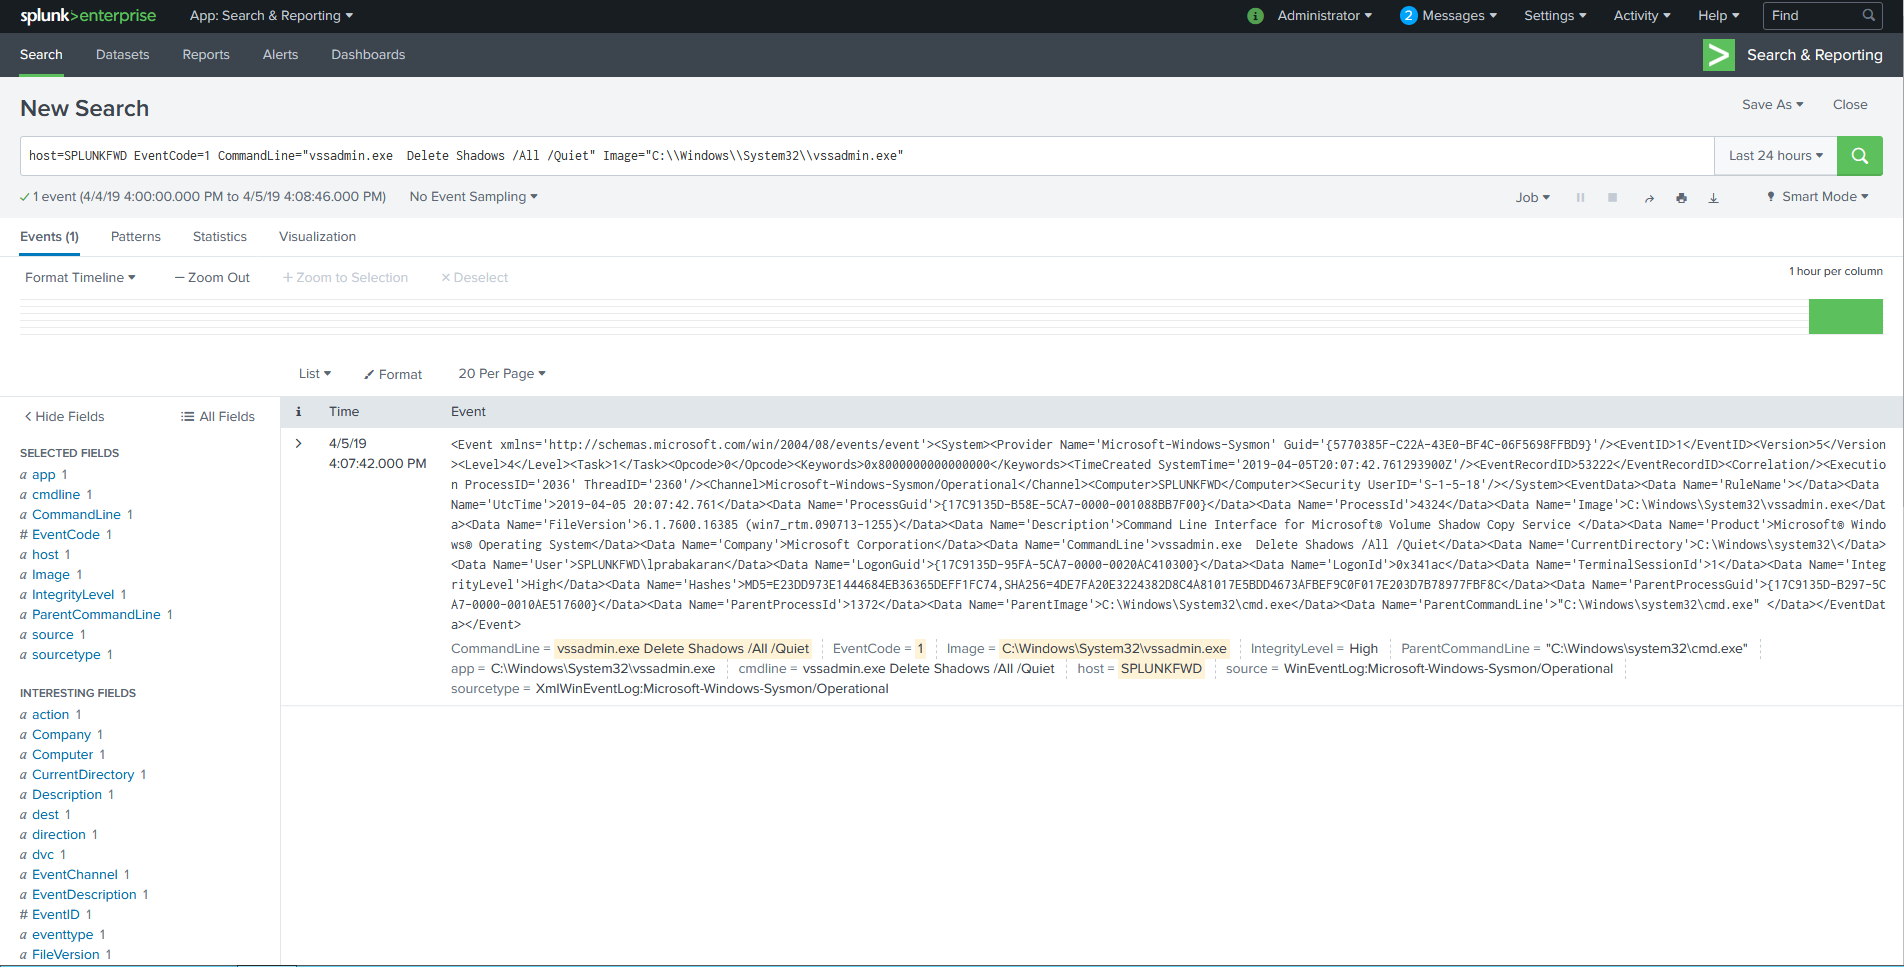 splunk>enterprise App: Search & Reporting ▾ i Administrator ▾ 2 Messages ▾ Settings ▾ Activity ▾ Help ▾ Find
Search Datasets Reports Alerts Dashboards > Search & Reporting
New Search Save As ▾ Close
host=SPLUNKFWD EventCode=1 CommandLine="vssadmin.exe  Delete Shadows /All /Quiet" Image="C:\\Windows\\System32\\vssadmin.exe" Last 24 hours ▾
✓ 1 event (4/4/19 4:00:00.000 PM to 4/5/19 4:08:46.000 PM) No Event Sampling ▾ Job ▾ Smart Mode ▾
Events (1) Patterns Statistics Visualization
Format Timeline ▾ — Zoom Out + Zoom to Selection × Deselect 1 hour per column
List ▾ Format 20 Per Page ▾
< Hide Fields All Fields
i Time Event
SELECTED FIELDS
a app 1
a cmdline 1
a CommandLine 1
# EventCode 1
a host 1
a Image 1
a IntegrityLevel 1
a ParentCommandLine 1
a source 1
a sourcetype 1
INTERESTING FIELDS
a action 1
a Company 1
a Computer 1
a CurrentDirectory 1
a Description 1
a dest 1
a direction 1
a dvc 1
a EventChannel 1
a EventDescription 1
# EventID 1
a eventtype 1
a FileVersion 1
> 4/5/19
4:07:42.000 PM
<Event xmlns='http://schemas.microsoft.com/win/2004/08/events/event'><System><Provider Name='Microsoft-Windows-Sysmon' Guid='{5770385F-C22A-43E0-BF4C-06F5698FFBD9}'/><EventID>1</EventID><Version>5</Version
><Level>4</Level><Task>1</Task><Opcode>0</Opcode><Keywords>0x8000000000000000</Keywords><TimeCreated SystemTime='2019-04-05T20:07:42.761293900Z'/><EventRecordID>53222</EventRecordID><Correlation/><Executio
n ProcessID='2036' ThreadID='2360'/><Channel>Microsoft-Windows-Sysmon/Operational</Channel><Computer>SPLUNKFWD</Computer><Security UserID='S-1-5-18'/></System><EventData><Data Name='RuleName'></Data><Data
Name='UtcTime'>2019-04-05 20:07:42.761</Data><Data Name='ProcessGuid'>{17C9135D-B58E-5CA7-0000-001088BB7F00}</Data><Data Name='ProcessId'>4324</Data><Data Name='Image'>C:\Windows\System32\vssadmin.exe</Dat
a><Data Name='FileVersion'>6.1.7600.16385 (win7_rtm.090713-1255)</Data><Data Name='Description'>Command Line Interface for Microsoft® Volume Shadow Copy Service </Data><Data Name='Product'>Microsoft® Windo
ws® Operating System</Data><Data Name='Company'>Microsoft Corporation</Data><Data Name='CommandLine'>vssadmin.exe  Delete Shadows /All /Quiet</Data><Data Name='CurrentDirectory'>C:\Windows\system32\</Data>
<Data Name='User'>SPLUNKFWD\lprabakaran</Data><Data Name='LogonGuid'>{17C9135D-95FA-5CA7-0000-0020AC410300}</Data><Data Name='LogonId'>0x341ac</Data><Data Name='TerminalSessionId'>1</Data><Data Name='Integ
rityLevel'>High</Data><Data Name='Hashes'>MD5=E23DD973E1444684EB36365DEFF1FC74,SHA256=4DE7FA20E3224382D8C4A81017E5BDD4673AFBEF9C0F017E203D7B78977FBF8C</Data><Data Name='ParentProcessGuid'>{17C9135D-B297-5C
A7-0000-0010AE517600}</Data><Data Name='ParentProcessId'>1372</Data><Data Name='ParentImage'>C:\Windows\System32\cmd.exe</Data><Data Name='ParentCommandLine'>"C:\Windows\system32\cmd.exe" </Data></EventDat
a></Event>
CommandLine = vssadmin.exe Delete Shadows /All /Quiet EventCode = 1 Image = C:\Windows\System32\vssadmin.exe IntegrityLevel = High ParentCommandLine = "C:\Windows\system32\cmd.exe"
app = C:\Windows\System32\vssadmin.exe cmdline = vssadmin.exe Delete Shadows /All /Quiet host = SPLUNKFWD source = WinEventLog:Microsoft-Windows-Sysmon/Operational
sourcetype = XmlWinEventLog:Microsoft-Windows-Sysmon/Operational